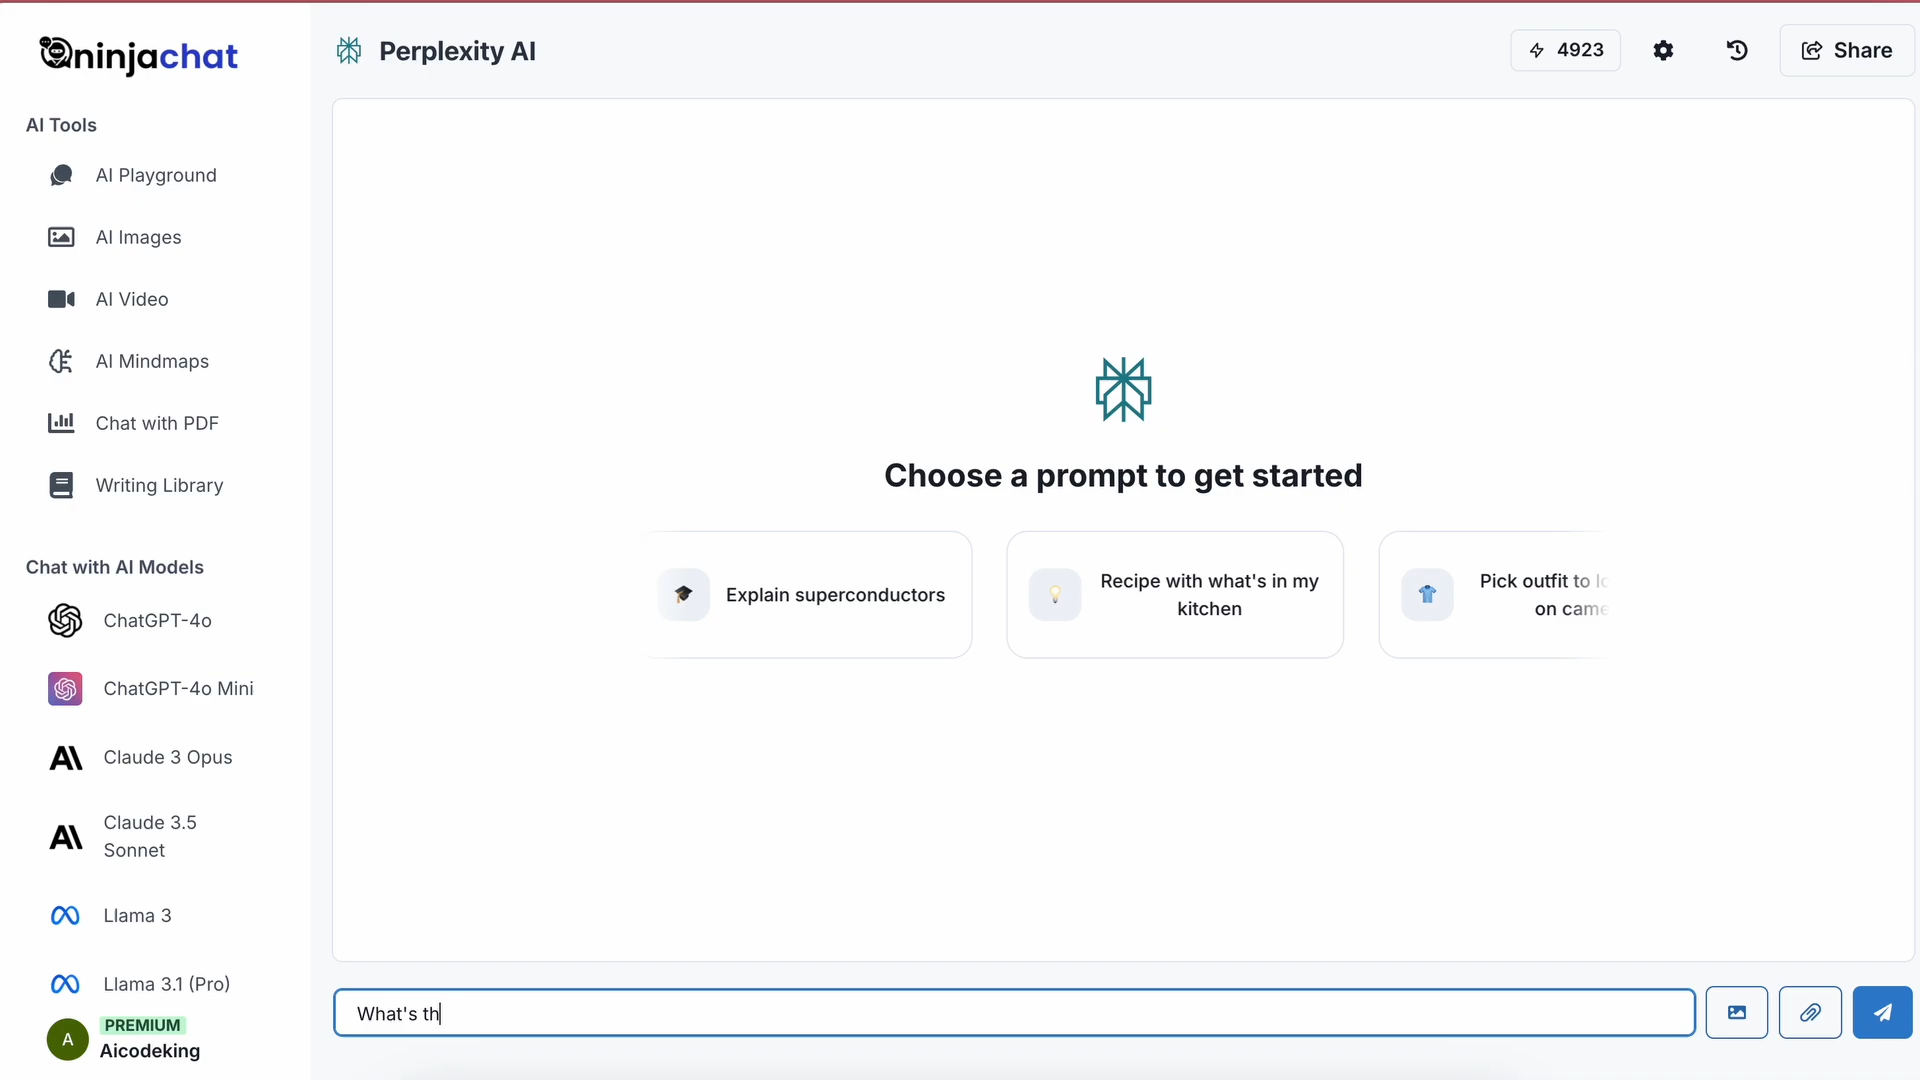 ninjachat
AI Tools
AI Playground
AI Images
AI Video
AI Mindmaps
Chat with PDF
Writing Library
Chat with AI Models
ChatGPT-4o
ChatGPT-4o Mini
Claude 3 Opus
Claude 3.5
Sonnet
Llama 3
Llama 3.1 (Pro)
A
PREMIUM
Aicodeking
Perplexity AI
4923
Share
Choose a prompt to get started
Explain superconductors
Recipe with what's in my
kitchen
Pick outfit to
on
What's th